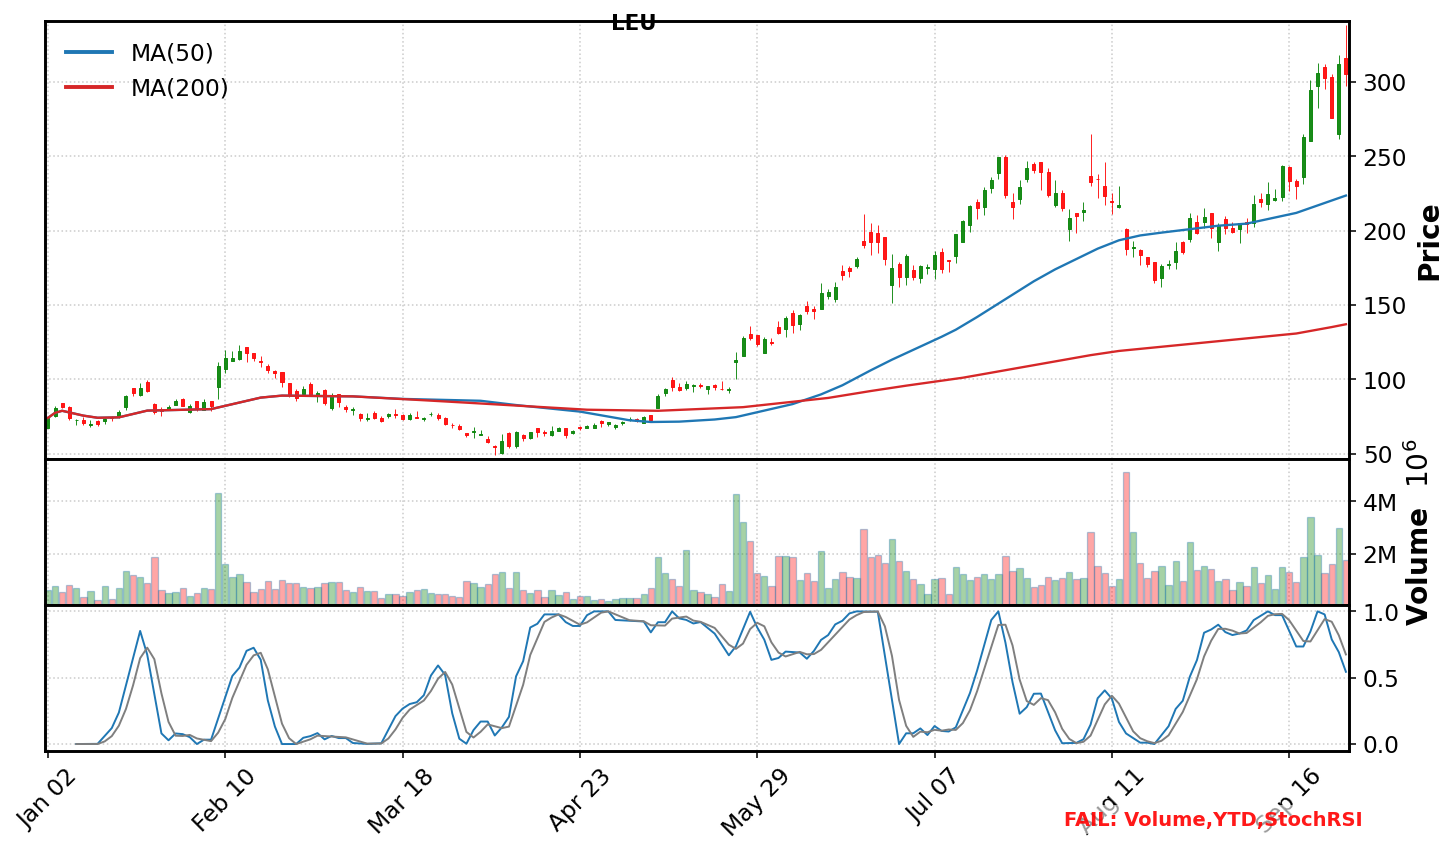 LEU
MA(50)
MA(200)
300
250
200
150
100
50
Price
10^6
4M
2M
Volume
1.0
0.5
0.0
Jan 02
Feb 10
Mar 18
Apr 23
May 29
Jul 07
Aug 11
Sep 16
FAIL: Volume,YTD,StochRSI